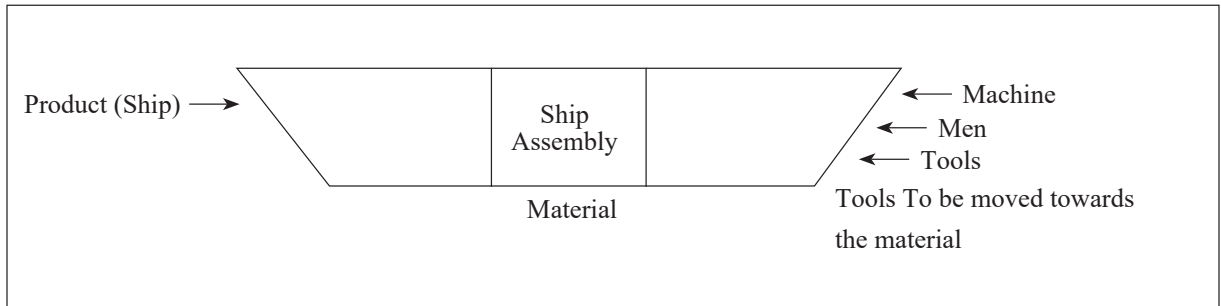 Product (Ship)
Ship
Assembly
Machine
Men
Tools
Material
Tools To be moved towards
the material